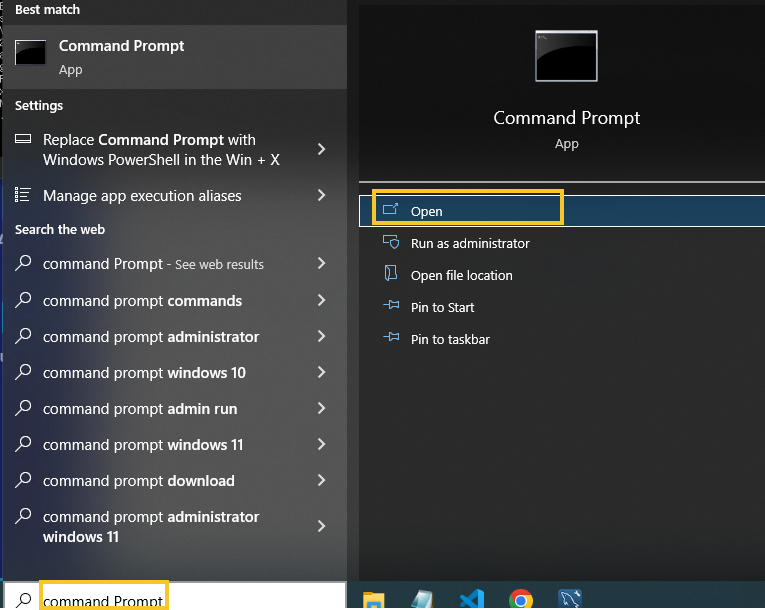 Best match
Command Prompt
App
Settings
Replace Command Prompt with
Windows PowerShell in the Win + X
Manage app execution aliases
Search the web
command Prompt - See web results
command prompt commands
command prompt administrator
command prompt windows 10
command prompt admin run
command prompt windows 11
command prompt download
command prompt administrator
windows 11
command Prompt
Command Prompt
App
Open
Run as administrator
Open file location
Pin to Start
Pin to taskbar